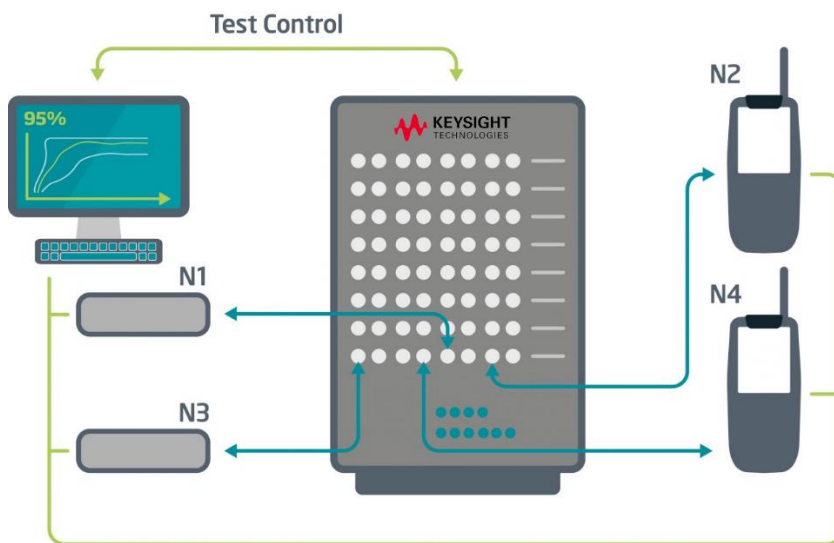 Test Control
95%
KEYSIGHT
TECHNOLOGIES
N2
N1
N4
N3